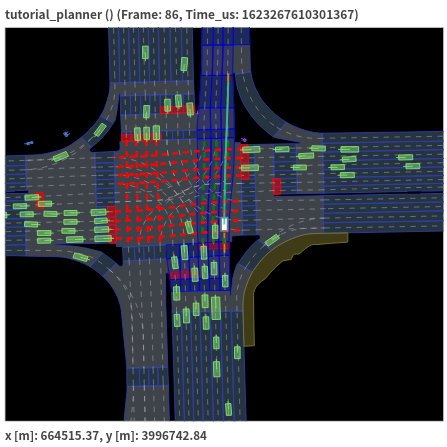 tutorial_planner () (Frame: 86, Time_us: 1623267610301367)
x [m]: 664515.37, y [m]: 3996742.84